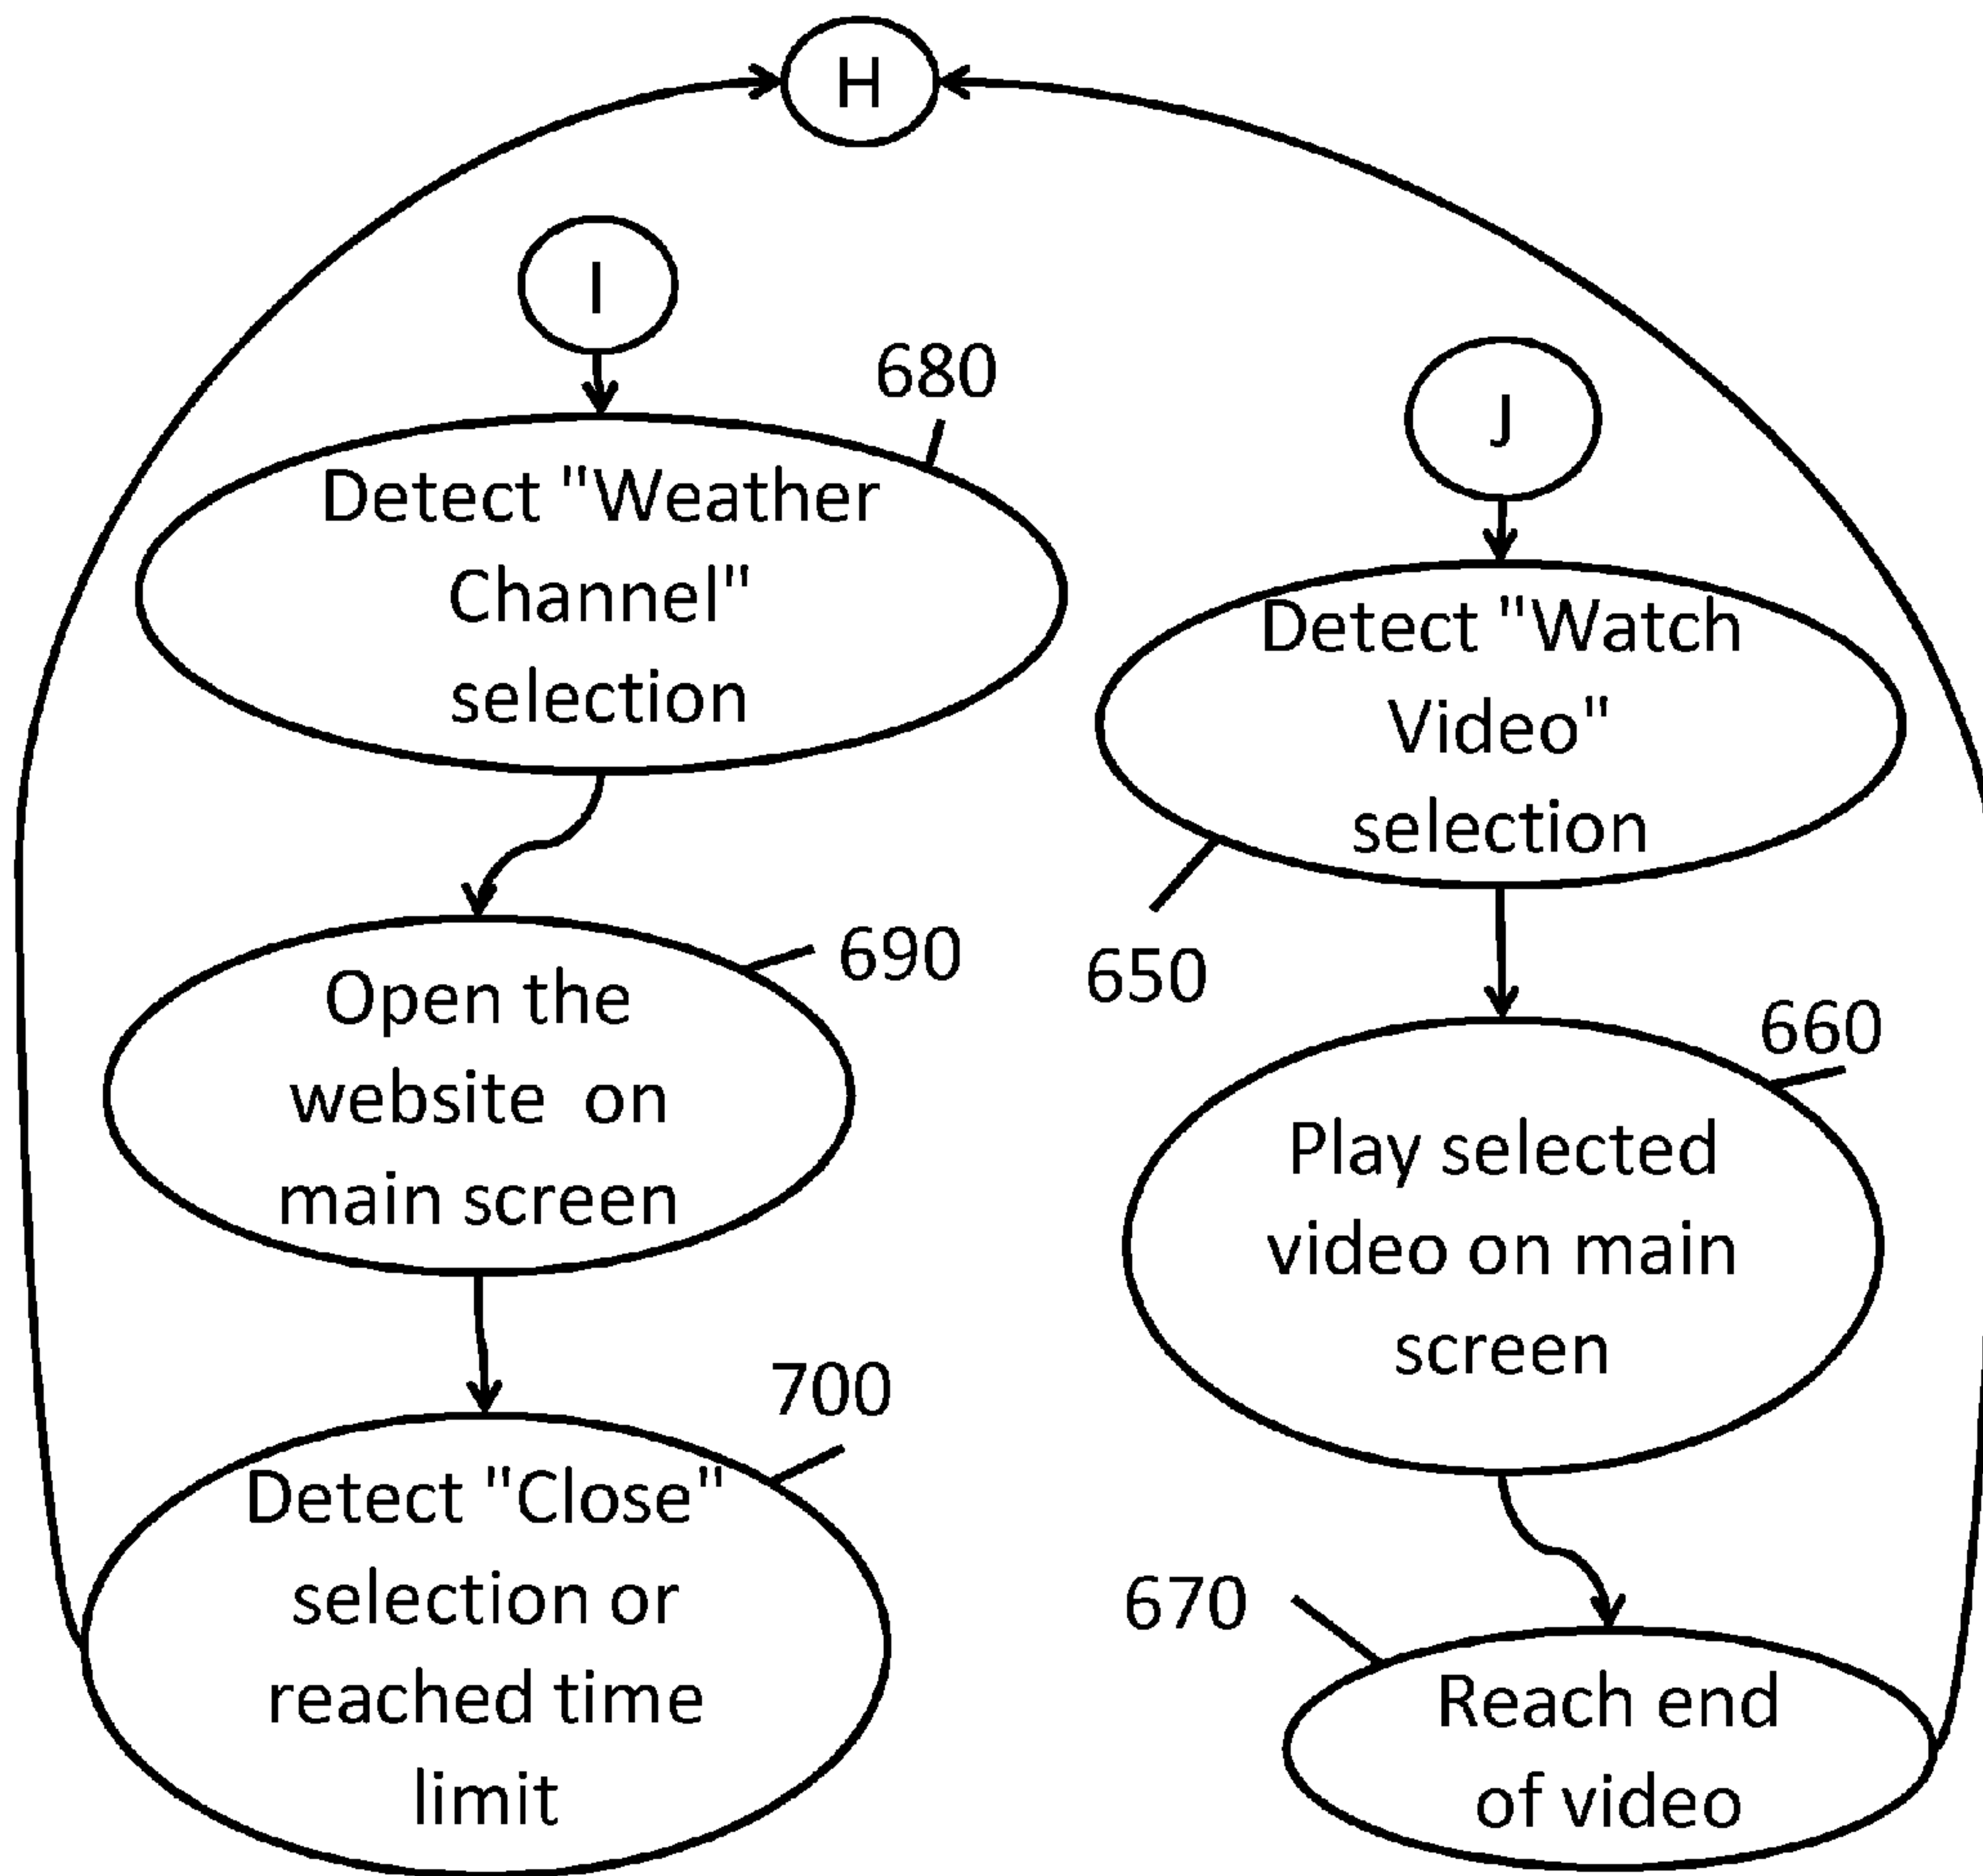 H
I
680
Detect "Weather
Channel"
selection
J
Detect "Watch
Video"
selection
650
690
Open the
website on
main screen
660
Play selected
video on main
screen
700
Detect "Close"
selection or
reached time
limit
670
Reach end
of video